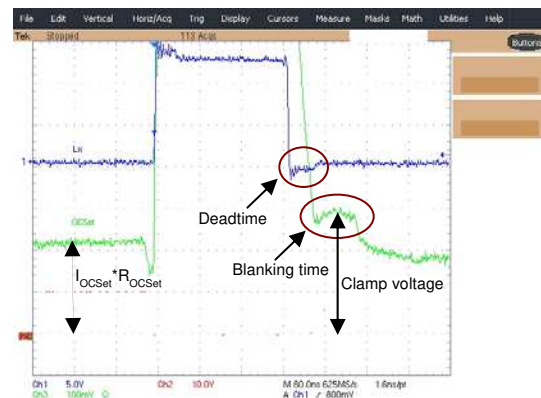 File Edit Vertical Horiz/Acq Trig Display Cursors Measure Masks Math Utilities Help
Tek Stopped 113 Acqs
Buttons
Lx
1
Deadtime
OCSet
Blanking time
Clamp voltage
IOCSet*ROCSet
Ch1 5.0V Ch2 10.0V M 80.0ns 625MS/s 1.6ns/pt
Ch3 100mV Ω A Ch1 / 800mV